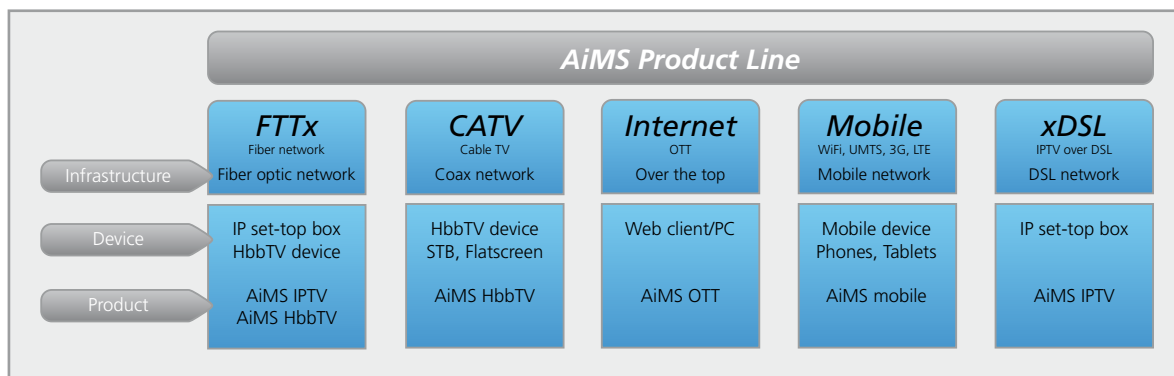 AiMS Product Line
FTTx
Fiber network
Fiber optic network
CATV
Cable TV
Coax network
Internet
OTT
Over the top
Mobile
WiFi, UMTS, 3G, LTE
Mobile network
xDSL
IPTV over DSL
DSL network
Infrastructure
Device
IP set-top box
HbbTV device
HbbTV device
STB, Flatscreen
Web client/PC
Mobile device
Phones, Tablets
IP set-top box
Product
AiMS IPTV
AiMS HbbTV
AiMS HbbTV
AiMS OTT
AiMS mobile
AiMS IPTV